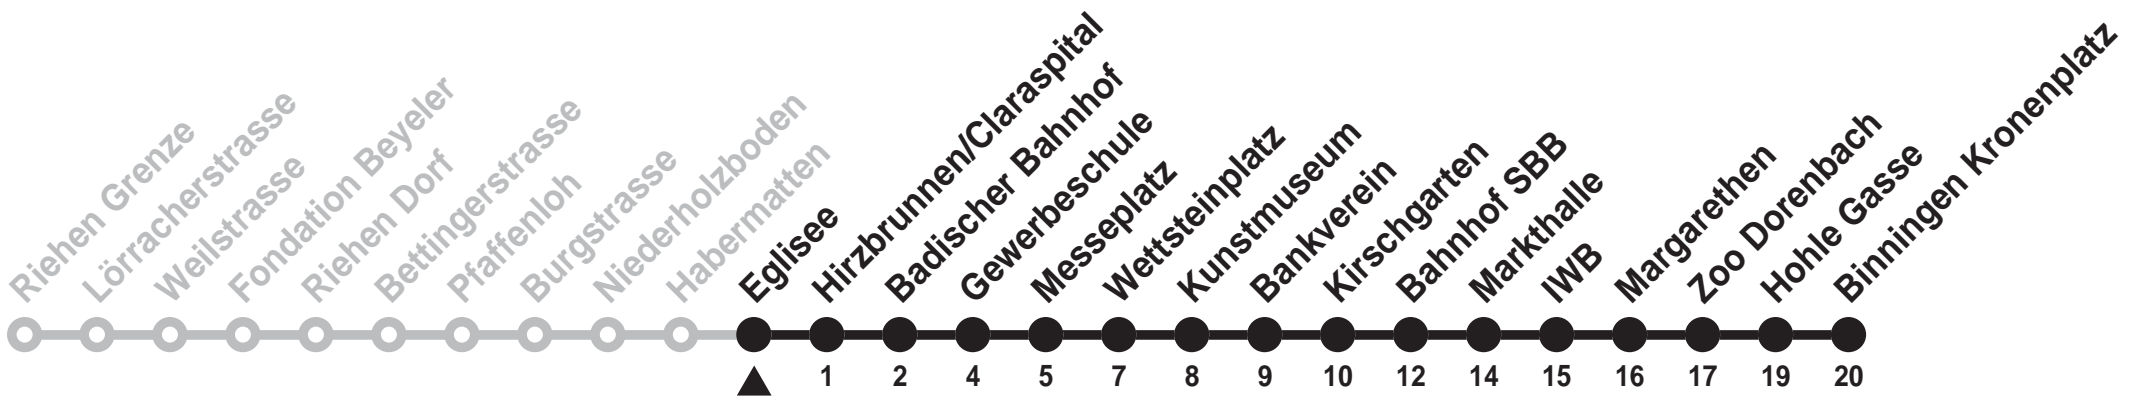 Riehen Grenze
Lörracherstrasse
Weilstrasse
Fondation Beyeler
Riehen Dorf
Bettingerstrasse
Pfaffenloh
Burgstrasse
Niederholzboden
Habermatten
Eglisee
Hirzbrunnen/Claraspital
Badischer Bahnhof
Gewerbeschule
Messeplatz
Wettsteinplatz
Kunstmuseum
Bankverein
Kirschgarten
Bahnhof SBB
Markthalle
IWB
Margarethen
Zoo Dorenbach
Hohle Gasse
Binningen Kronenplatz
1 2 4 5 7 8 9 10 12 14 15 16 17 19 20